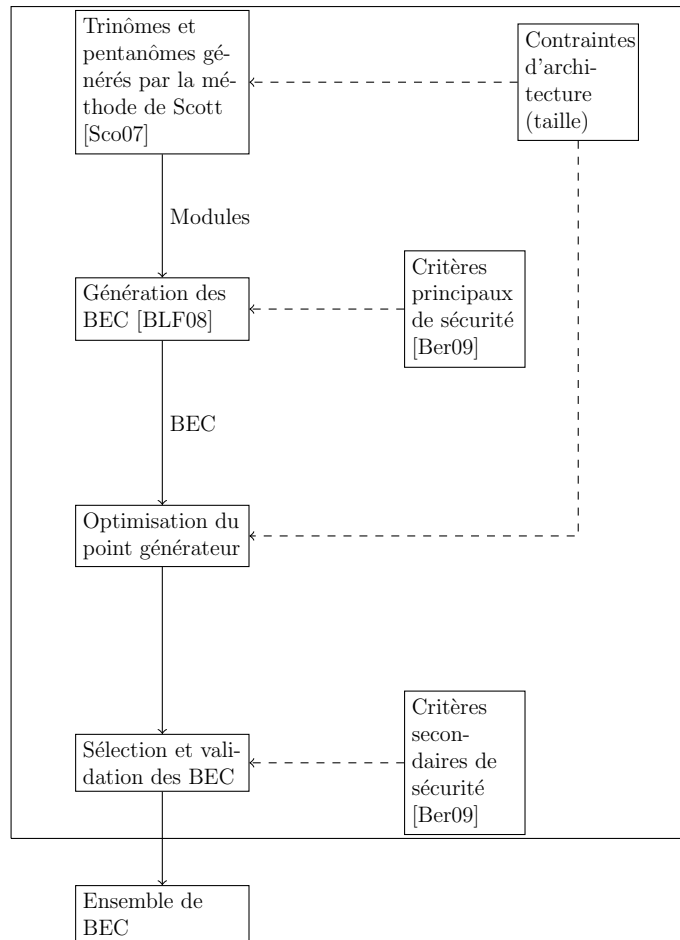 Trinômes et
pentanômes gé-
nérés par la mé-
thode de Scott
[Sco07]
Contraintes
d'archi-
tecture
(taille)
Modules
Génération des
BEC [BLF08]
Critères
principaux
de sécurité
[Ber09]
BEC
Optimisation du
point générateur
Sélection et vali-
dation des BEC
Critères
secon-
daires de
sécurité
[Ber09]
Ensemble de
BEC